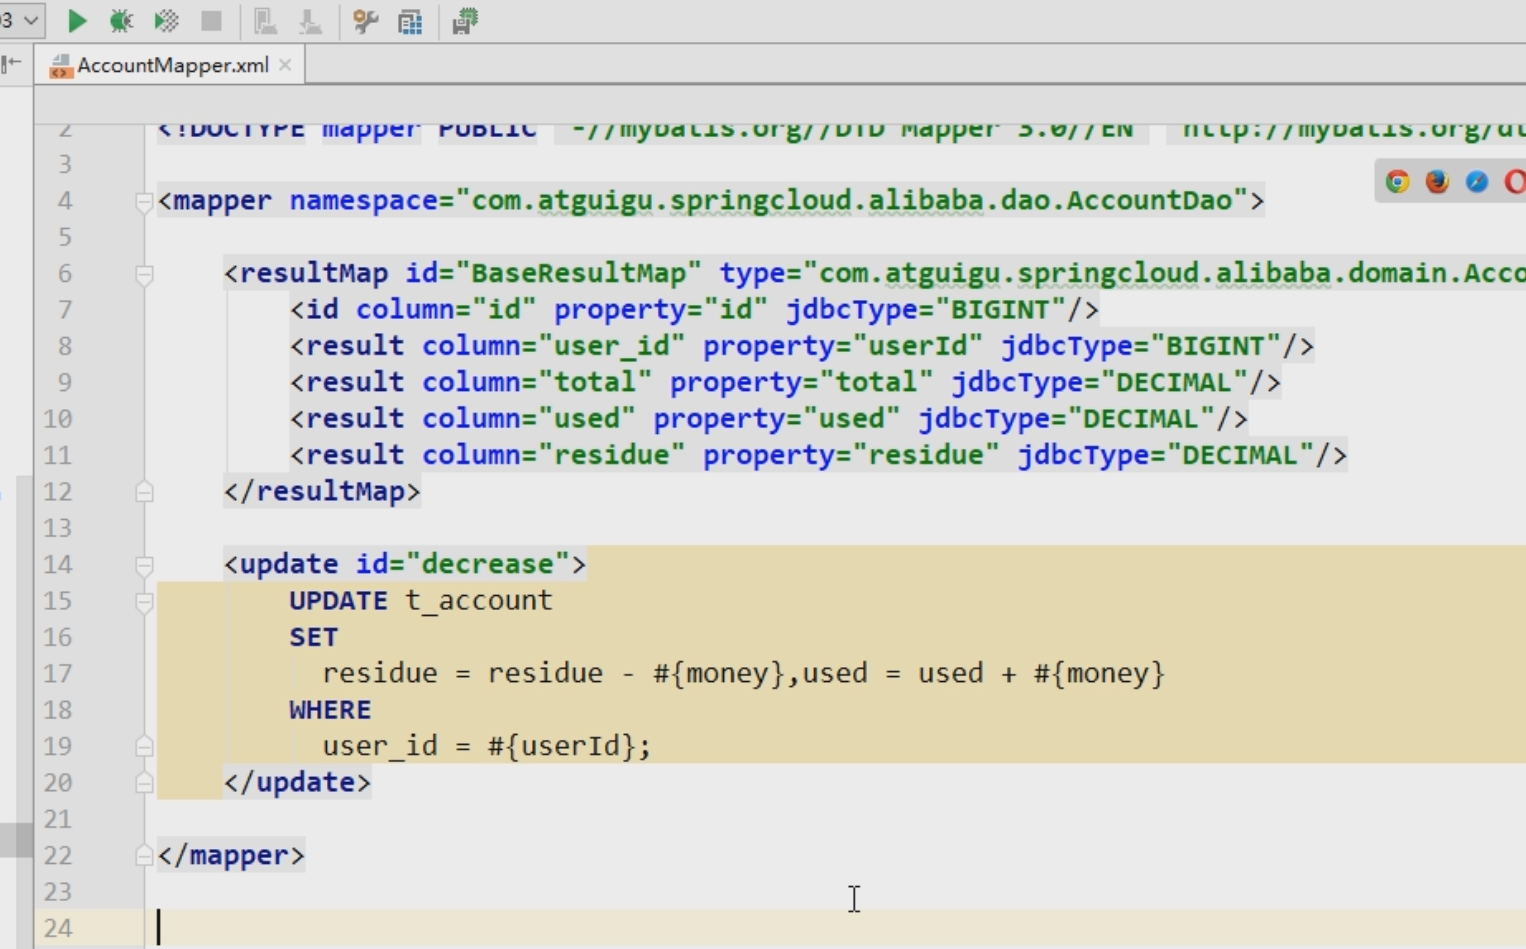 3
AccountMapper.xml
2 <!DOCTYPE mapper PUBLIC "-//mybatis.org//DTD Mapper 3.0//EN" "http://mybatis.org/
3
4 <mapper namespace="com.atguigu.springcloud.alibaba.dao.AccountDao">
5
6 <resultMap id="BaseResultMap" type="com.atguigu.springcloud.alibaba.domain.Acco
7 <id column="id" property="id" jdbcType="BIGINT"/>
8 <result column="user_id" property="userId" jdbcType="BIGINT"/>
9 <result column="total" property="total" jdbcType="DECIMAL"/>
10 <result column="used" property="used" jdbcType="DECIMAL"/>
11 <result column="residue" property="residue" jdbcType="DECIMAL"/>
12 </resultMap>
13
14 <update id="decrease">
15 UPDATE t_account
16 SET
17 residue = residue - #{money},used = used + #{money}
18 WHERE
19 user_id = #{userId};
20 </update>
21
22 </mapper>
23
24